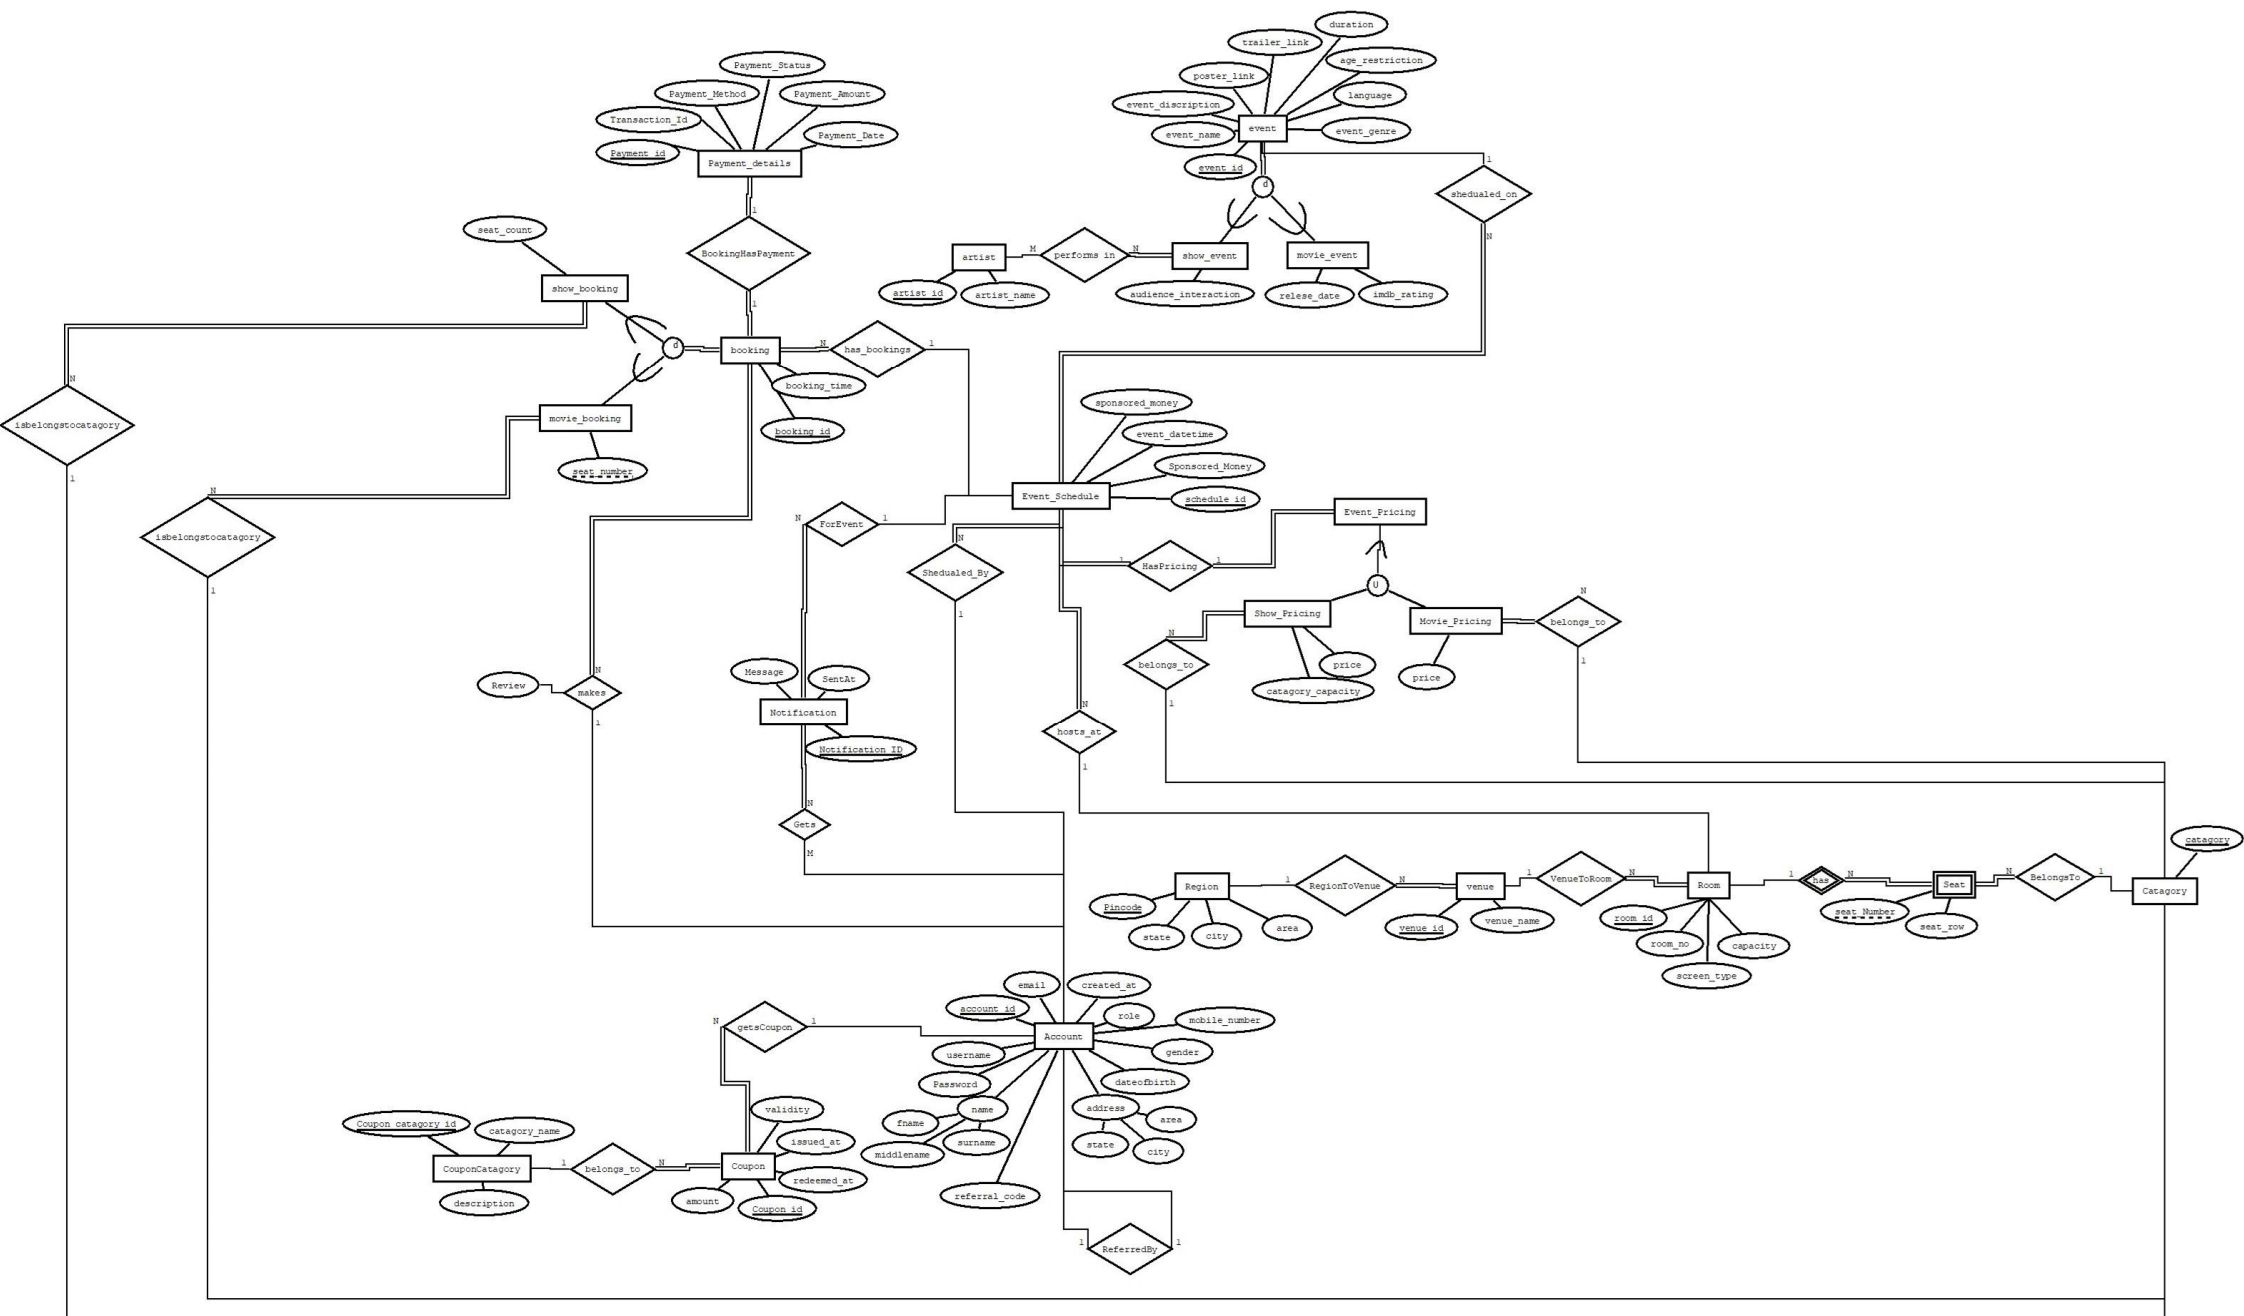 duration
trailer_link
Payment_Status
age_restriction
poster_link
Payment_Method
Payment_Amount
language
event_discription
Transaction_Id
event
Payment_Date
event_name
event_genre
Payment_id
Payment_details
event_id
1
d
shedualed_on
1
seat_count
N
BookingHasPayment
M
N
artist
performs in
show_event
movie_event
show_booking
artist_id
artist_name
audience_interaction
relese_date
imdb_rating
1
d
booking
N
has_bookings
1
N
booking_time
sponsored_money
isbelongstocatagory
movie_booking
booking_id
event_datetime
seat_number
Sponsored_Money
1
N
Event_Schedule
schedule_id
Event_Pricing
N
ForEvent
1
isbelongstocatagory
N
1
HasPricing
1
Shedualed_By
U
1
N
1
Show_Pricing
Movie_Pricing
belongs_to
N
N
belongs_to
1
Message
SentAt
price
price
Review
makes
catagory_capacity
1
N
Notification
1
hosts_at
Notification_ID
1
N
Gets
catagory
M
Region
1
RegionToVenue
N
venue
1
VenueToRoom
N
Room
1
has
N
Seat
N
BelongsTo
1
Catagory
Pincode
seat_Number
room_id
venue_id
venue_name
seat_row
state
city
area
room_no
capacity
screen_type
email
created_at
account_id
role
mobile_number
N
getsCoupon
1
Account
username
gender
Password
dateofbirth
validity
name
address
fname
area
Coupon_catagory_id
catagory_name
issued_at
surname
state
middlename
city
CouponCatagory
1
belongs_to
N
Coupon
redeemed_at
description
amount
Coupon_id
referral_code
1
ReferredBy
1